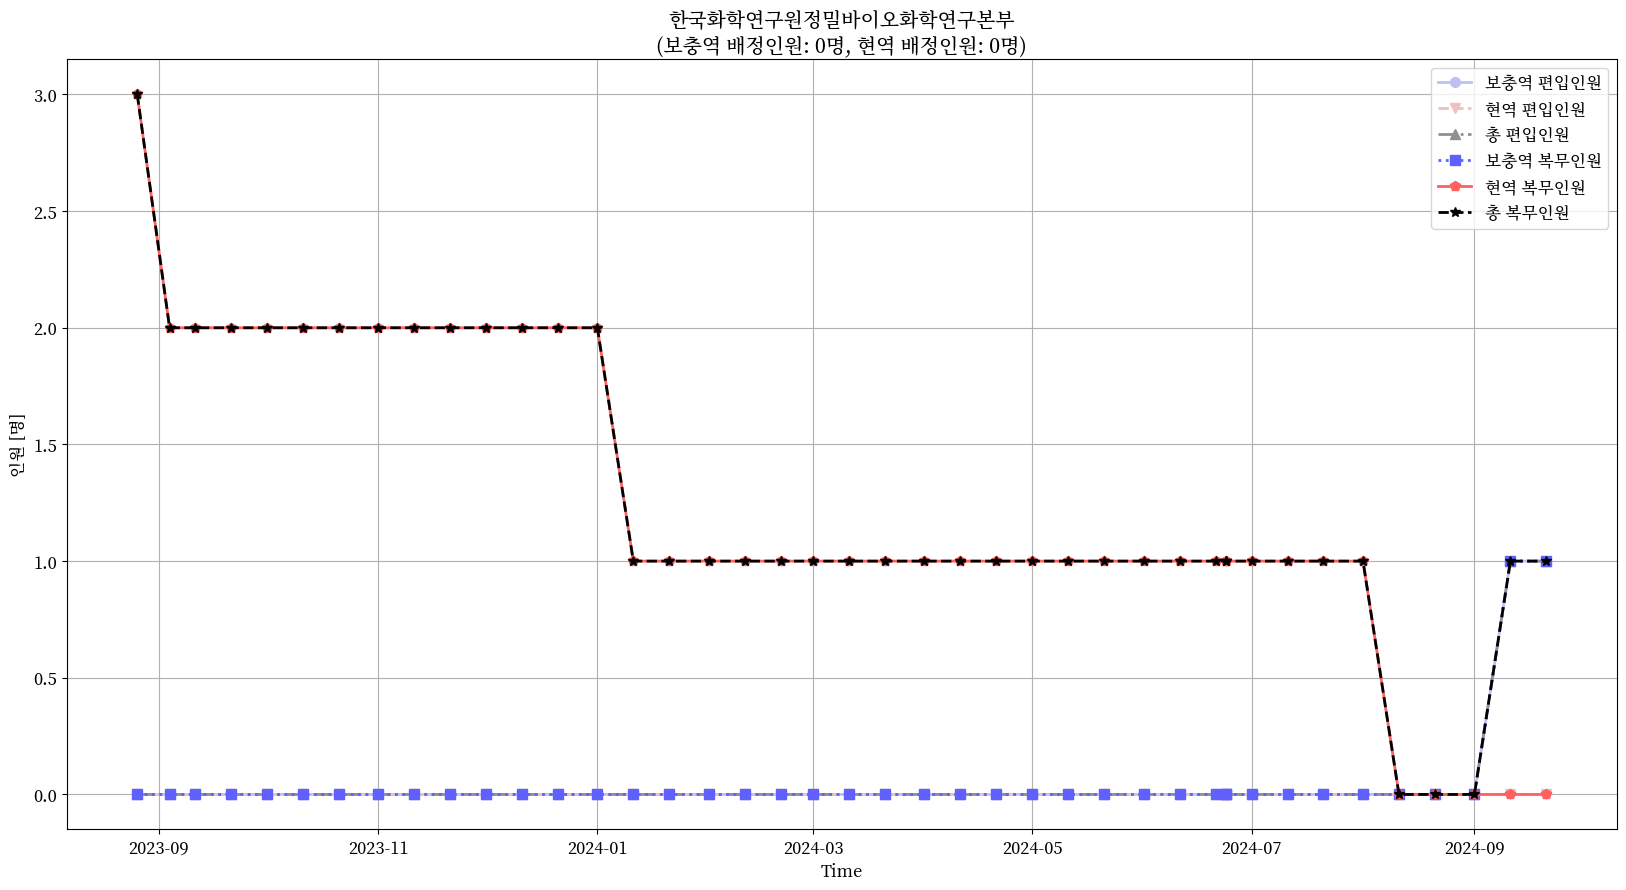 한국화학연구원정밀바이오화학연구본부
(보충역 배정인원: 0명, 현역 배정인원: 0명)
보충역 편입인원
현역 편입인원
총 편입인원
보충역 복무인원
현역 복무인원
총 복무인원
인원 [명]
3.0
2.5
2.0
1.5
1.0
0.5
0.0
2023-09
2023-11
2024-01
2024-03
2024-05
2024-07
2024-09
Time